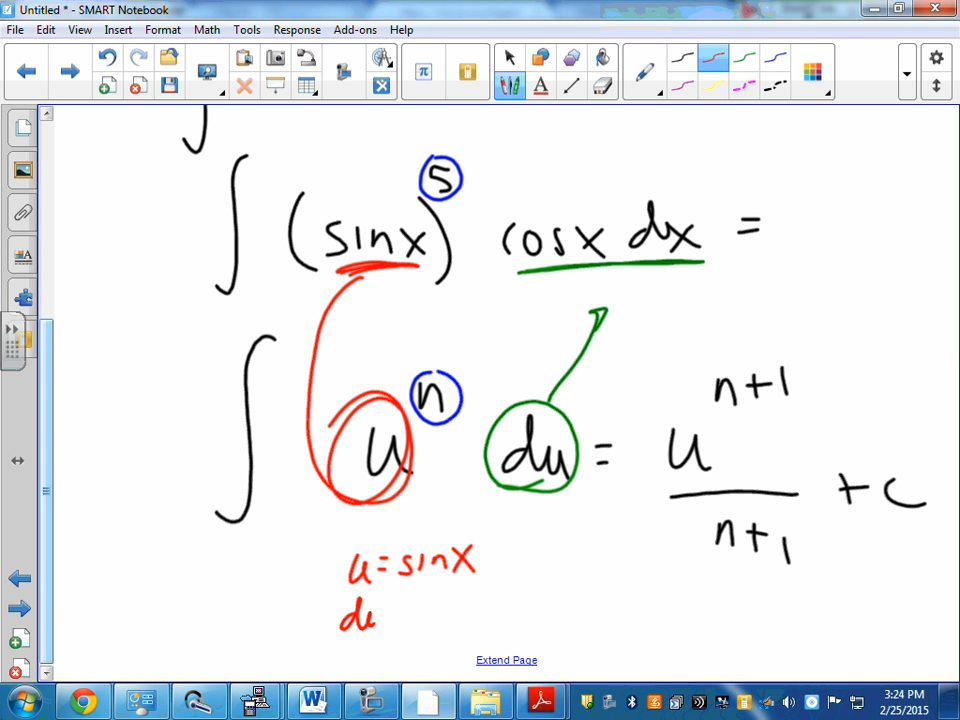 Untitled * - SMART Notebook
File Edit View Insert Format Math Tools Response Add-ons Help
∫ (sinx)^5 cosx dx =
∫ u^n du = u^(n+1)/(n+1) + c
u = sinx
du
Extend Page
3:24 PM
2/25/2015